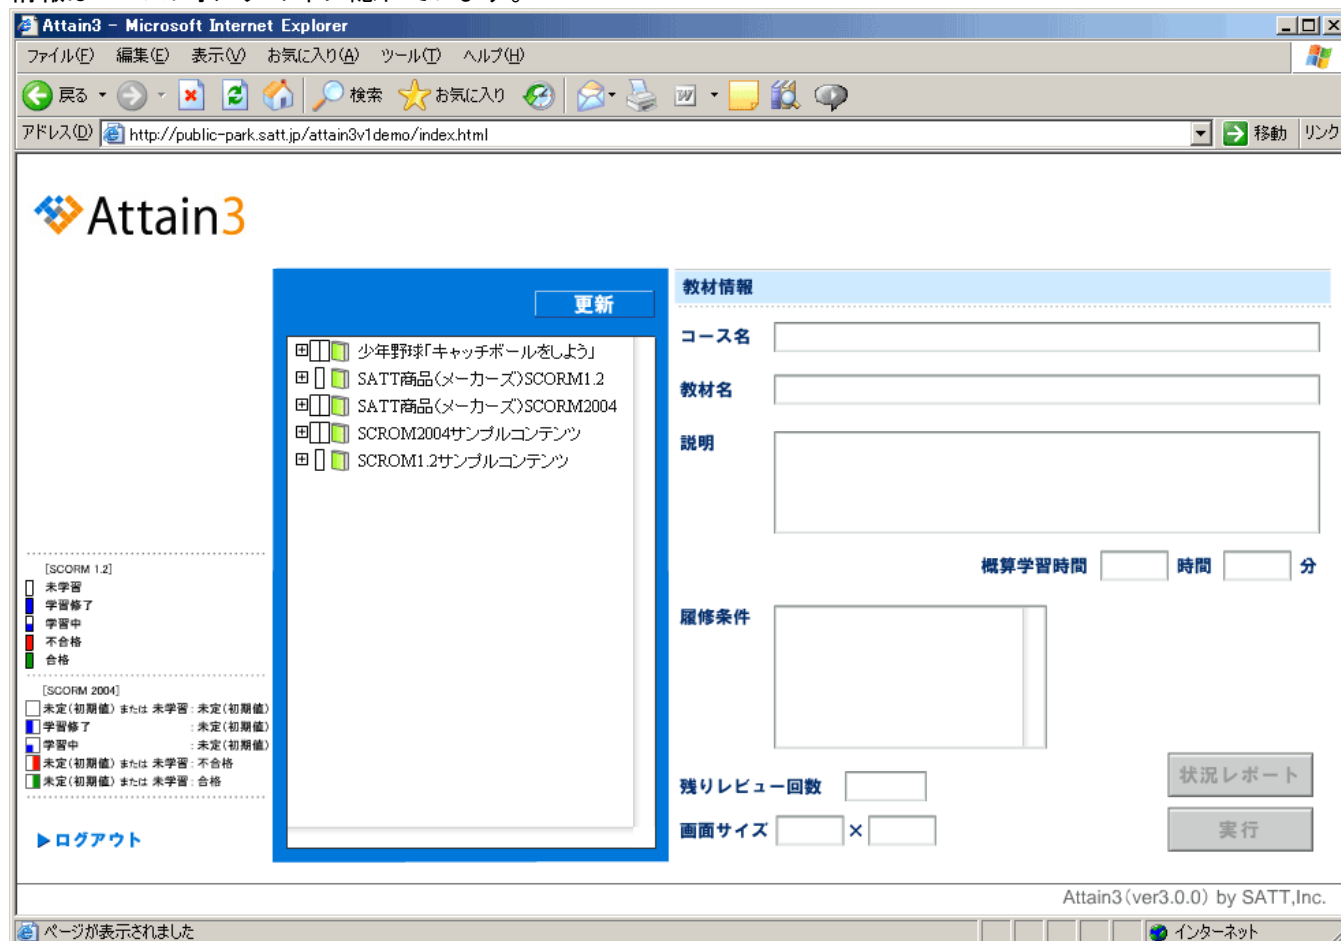 Attain3 - Microsoft Internet Explorer
ファイル(F) 編集(E) 表示(V) お気に入り(A) ツール(T) ヘルプ(H)
戻る 検索 お気に入り
アドレス(D) http://public-park.satt.jp/attain3v1demo/index.html 移動 リンク
Attain3
更新
少年野球「キャッチボールをしよう」
SATT商品(メーカーズ)SCORM1.2
SATT商品(メーカーズ)SCORM2004
SCROM2004サンプルコンテンツ
SCROM1.2サンプルコンテンツ
教材情報
コース名
教材名
説明
概算学習時間 時間 分
履修条件
残りレビュー回数
画面サイズ ×
状況レポート
実行
[SCORM 1.2]
未学習
学習修了
学習中
不合格
合格
[SCORM 2004]
未定(初期値) または 未学習 : 未定(初期値)
学習修了 : 未定(初期値)
学習中 : 未定(初期値)
未定(初期値) または 未学習 : 不合格
未定(初期値) または 未学習 : 合格
ログアウト
Attain3(ver3.0.0) by SATT,Inc.
ページが表示されました インターネット